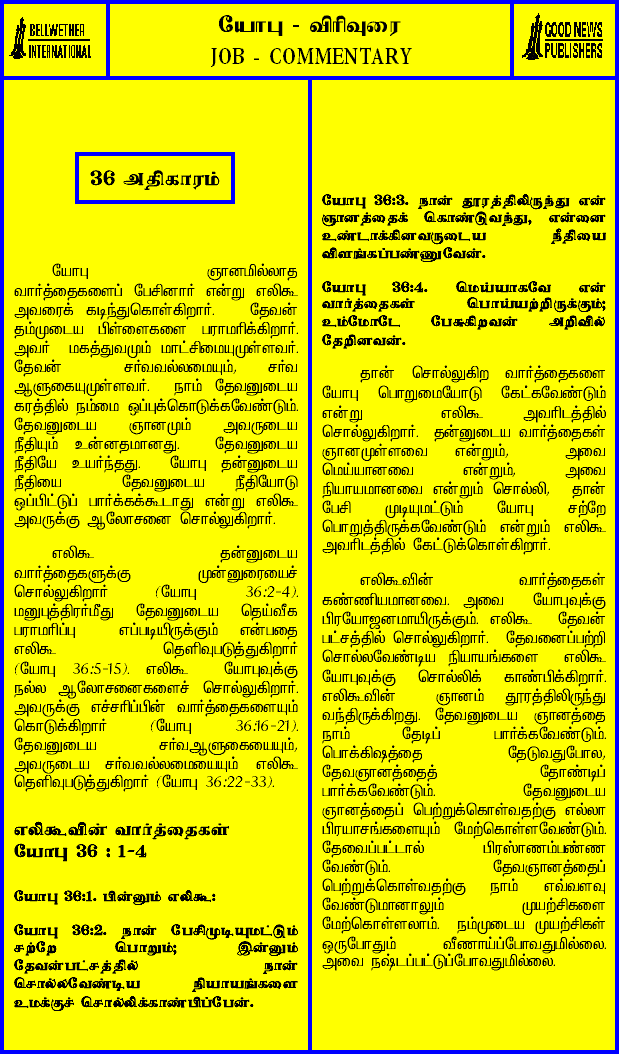 BELLWETHER
INTERNATIONAL
யோபு - விரிவுரை
JOB - COMMENTARY
GOOD NEWS
PUBLISHERS
36 அதிகாரம்
யோபு ஞானமில்லாத
வார்த்தைகளைப் பேசினார் என்று எலிகூ
அவரைக் கடிந்துகொள்கிறார். தேவன்
தம்முடைய பிள்ளைகளை பராமரிக்கிறார்.
அவர் மகத்துவமும் மாட்சிமையுமுள்ளவர்.
தேவன் சர்வவல்லமையும், சர்வ
ஆளுகையுமுள்ளவர். நாம் தேவனுடைய
கரத்தில் நம்மை ஒப்புக்கொடுக்கவேண்டும்.
தேவனுடைய ஞானமும் அவருடைய
நீதியும் உன்னதமானது. தேவனுடைய
நீதியே உயர்ந்தது. யோபு தன்னுடைய
நீதியை தேவனுடைய நீதியோடு
ஒப்பிட்டுப் பார்க்கக்கூடாது என்று எலிகூ
அவருக்கு ஆலோசனை சொல்லுகிறார்.
எலிகூ தன்னுடைய
வார்த்தைகளுக்கு முன்னுரையைச்
சொல்லுகிறார் (யோபு 36:2-4).
மனுபுத்திரர்மீது தேவனுடைய தெய்வீக
பராமரிப்பு எப்படியிருக்கும் என்பதை
எலிகூ தெளிவுபடுத்துகிறார்
(யோபு 36:5-15). எலிகூ யோபுவுக்கு
நல்ல ஆலோசனைகளைச் சொல்லுகிறார்.
அவருக்கு எச்சரிப்பின் வார்த்தைகளையும்
கொடுக்கிறார் (யோபு 36:16-21).
தேவனுடைய சர்வஆளுகையையும்,
அவருடைய சர்வவல்லமையையும் எலிகூ
தெளிவுபடுத்துகிறார் (யோபு 36:22-33).
எலிகூவின் வார்த்தைகள்
யோபு 36 : 1-4
யோபு 36:1. பின்னும் எலிகூ:
யோபு 36:2. நான் பேசிமுடியுமட்டும்
சற்றே பொறும்; இன்னும்
தேவன்பட்சத்தில் நான்
சொல்லவேண்டிய நியாயங்களை
உமக்குச் சொல்லிக்காண்பிப்பேன்.
யோபு 36:3. நான் தூரத்திலிருந்து என்
ஞானத்தைக் கொண்டுவந்து, என்னை
உண்டாக்கினவருடைய நீதியை
விளங்கப்பண்ணுவேன்.
யோபு 36:4. மெய்யாகவே என்
வார்த்தைகள் பொய்யற்றிருக்கும்;
உம்மோடே பேசுகிறவன் அறிவில்
தேறினவன்.
தான் சொல்லுகிற வார்த்தைகளை
யோபு பொறுமையோடு கேட்கவேண்டும்
என்று எலிகூ அவரிடத்தில்
சொல்லுகிறார். தன்னுடைய வார்த்தைகள்
ஞானமுள்ளவை என்றும், அவை
மெய்யானவை என்றும், அவை
நியாயமானவை என்றும் சொல்லி, தான்
பேசி முடியுமட்டும் யோபு சற்றே
பொறுத்திருக்கவேண்டும் என்றும் எலிகூ
அவரிடத்தில் கேட்டுக்கொள்கிறார்.
எலிகூவின் வார்த்தைகள்
கண்ணியமானவை. அவை யோபுவுக்கு
பிரயோஜனமாயிருக்கும். எலிகூ தேவன்
பட்சத்தில் சொல்லுகிறார். தேவனைப்பற்றி
சொல்லவேண்டிய நியாயங்களை எலிகூ
யோபுவுக்கு சொல்லிக் காண்பிக்கிறார்.
எலிகூவின் ஞானம் தூரத்திலிருந்து
வந்திருக்கிறது. தேவனுடைய ஞானத்தை
நாம் தேடிப் பார்க்கவேண்டும்.
பொக்கிஷத்தை தேடுவதுபோல,
தேவஞானத்தைத் தோண்டிப்
பார்க்கவேண்டும். தேவனுடைய
ஞானத்தைப் பெற்றுக்கொள்வதற்கு எல்லா
பிரயாசங்களையும் மேற்கொள்ளவேண்டும்.
தேவைப்பட்டால் பிரஸாணம்பண்ண
வேண்டும். தேவஞானத்தைப்
பெற்றுக்கொள்வதற்கு நாம் எவ்வளவு
வேண்டுமானாலும் முயற்சிகளை
மேற்கொள்ளலாம். நம்முடைய முயற்சிகள்
ஒருபோதும் வீணாய்ப்போவதுமில்லை.
அவை நஷ்டப்பட்டுப்போவதுமில்லை.